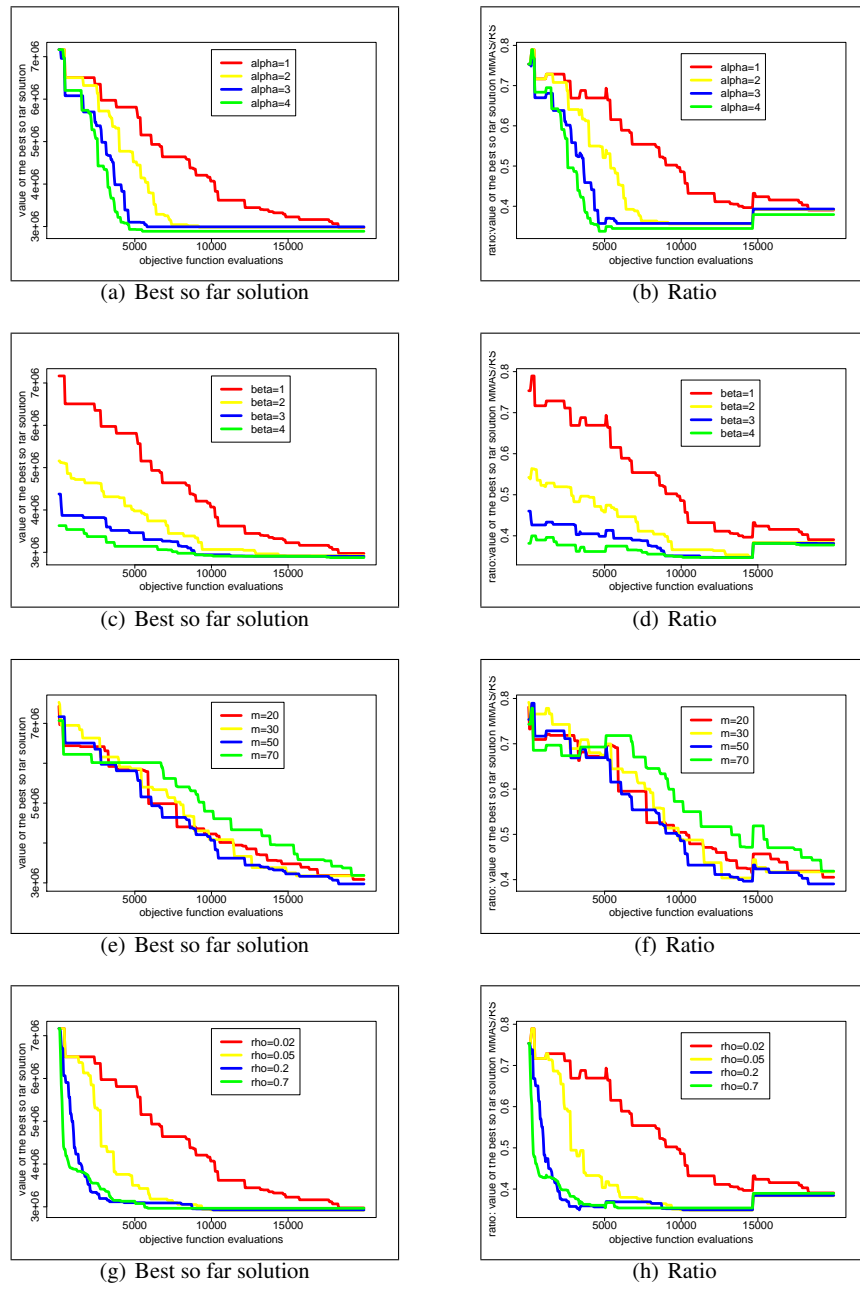 value of the best so far solution
3e+06 4e+06 5e+06 6e+06 7e+06
alpha=1
alpha=2
alpha=3
alpha=4
5000 10000 15000
objective function evaluations
(a) Best so far solution
ratio:value of the best so far solution MMAS/RS
0.4 0.5 0.6 0.7 0.8
alpha=1
alpha=2
alpha=3
alpha=4
5000 10000 15000
objective function evaluations
(b) Ratio
value of the best so far solution
3e+06 4e+06 5e+06 6e+06 7e+06
beta=1
beta=2
beta=3
beta=4
5000 10000 15000
objective function evaluations
(c) Best so far solution
ratio:value of the best so far solution MMAS/RS
0.4 0.5 0.6 0.7 0.8
beta=1
beta=2
beta=3
beta=4
5000 10000 15000
objective function evaluations
(d) Ratio
value of the best so far solution
3e+06 5e+06 7e+06
m=20
m=30
m=50
m=70
5000 10000 15000
objective function evaluations
(e) Best so far solution
ratio: value of the best so far solution MMAS/RS
0.4 0.5 0.6 0.7 0.8
m=20
m=30
m=50
m=70
5000 10000 15000
objective function evaluations
(f) Ratio
value of the best so far solution
3e+06 4e+06 5e+06 6e+06 7e+06
rho=0.02
rho=0.05
rho=0.2
rho=0.7
5000 10000 15000
objective function evaluations
(g) Best so far solution
ratio: value of the best so far solution MMAS/RS
0.4 0.5 0.6 0.7 0.8
rho=0.02
rho=0.05
rho=0.2
rho=0.7
5000 10000 15000
objective function evaluations
(h) Ratio